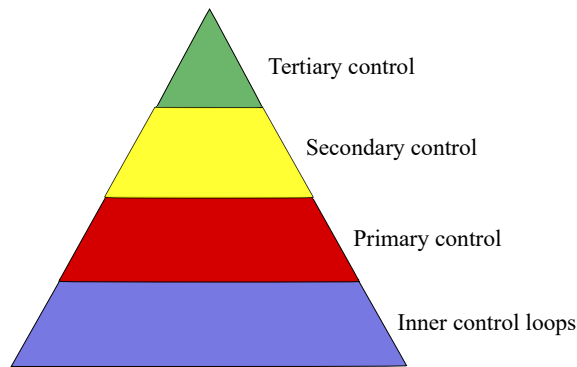 Tertiary control
Secondary control
Primary control
Inner control loops